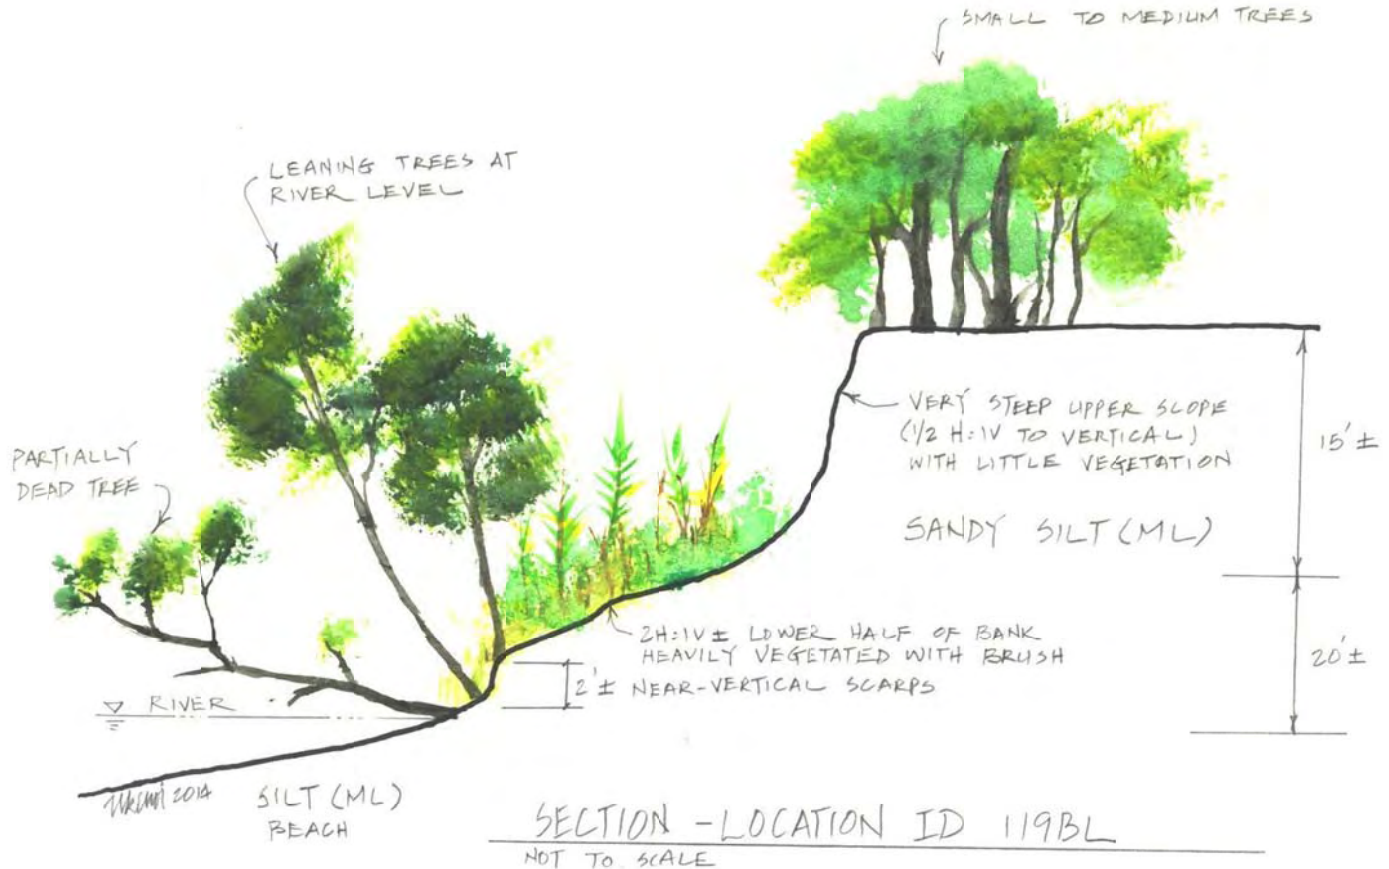 SMALL TO MEDIUM TREES
LEANING TREES AT
RIVER LEVEL
PARTIALLY
DEAD TREE
VERY STEEP UPPER SLOPE
(1/2 H:1V TO VERTICAL)
WITH LITTLE VEGETATION
15'±
SANDY SILT (ML)
2H:1V± LOWER HALF OF BANK
HEAVILY VEGETATED WITH BRUSH
20'±
2'± NEAR-VERTICAL SCARPS
RIVER
2014
SILT (ML)
BEACH
SECTION - LOCATION ID 119BL
NOT TO SCALE